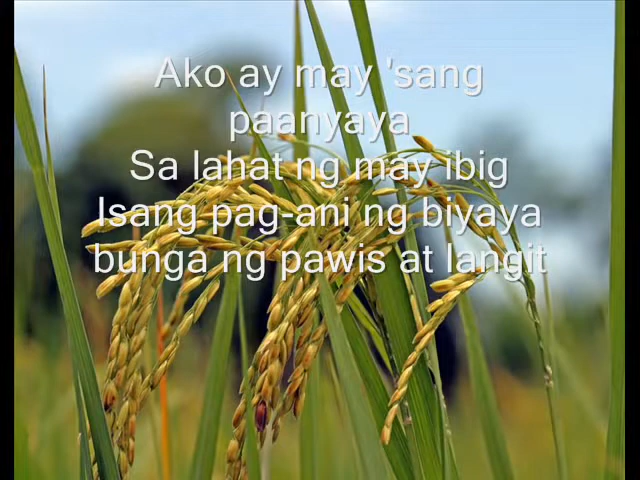 Ako ay may 'sang
paanyaya
Sa lahat ng may ibig
Isang pag-ani ng biyaya
bunga ng pawis at langit